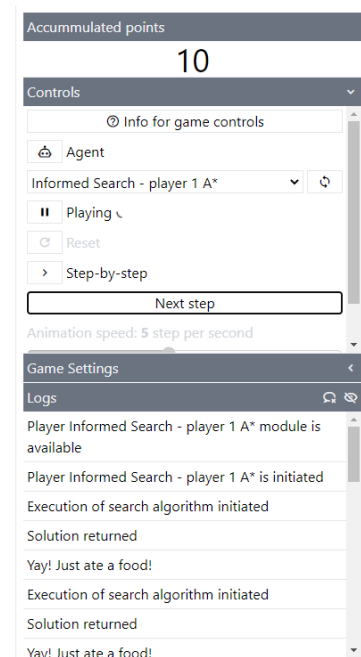 Accummulated points
10
Controls
Info for game controls
Agent
Informed Search - player 1 A*
Playing
Reset
Step-by-step
Next step
Animation speed: 5 step per second
Game Settings
Logs
Player Informed Search - player 1 A* module is
available
Player Informed Search - player 1 A* is initiated
Execution of search algorithm initiated
Solution returned
Yay! Just ate a food!
Execution of search algorithm initiated
Solution returned
Yay! Just ate a food!